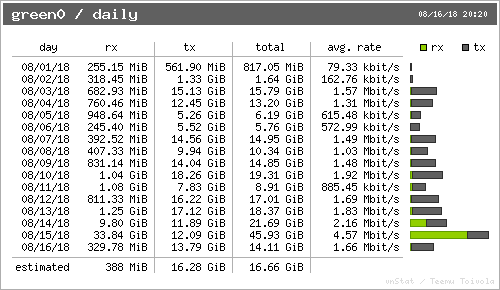 green0 / daily 08/16/18 20:20
day rx tx total avg. rate rx tx
08/01/18 255.15 MiB 561.90 MiB 817.05 MiB 79.33 kbit/s
08/02/18 318.45 MiB 1.33 GiB 1.64 GiB 162.76 kbit/s
08/03/18 682.93 MiB 15.13 GiB 15.79 GiB 1.57 Mbit/s
08/04/18 760.46 MiB 12.45 GiB 13.20 GiB 1.31 Mbit/s
08/05/18 948.64 MiB 5.26 GiB 6.19 GiB 615.48 kbit/s
08/06/18 245.40 MiB 5.52 GiB 5.76 GiB 572.99 kbit/s
08/07/18 392.52 MiB 14.56 GiB 14.95 GiB 1.49 Mbit/s
08/08/18 407.33 MiB 9.94 GiB 10.34 GiB 1.03 Mbit/s
08/09/18 831.14 MiB 14.04 GiB 14.85 GiB 1.48 Mbit/s
08/10/18 1.04 GiB 18.26 GiB 19.31 GiB 1.92 Mbit/s
08/11/18 1.08 GiB 7.83 GiB 8.91 GiB 885.45 kbit/s
08/12/18 811.33 MiB 16.22 GiB 17.01 GiB 1.69 Mbit/s
08/13/18 1.25 GiB 17.12 GiB 18.37 GiB 1.83 Mbit/s
08/14/18 9.80 GiB 11.89 GiB 21.69 GiB 2.16 Mbit/s
08/15/18 33.84 GiB 12.09 GiB 45.93 GiB 4.57 Mbit/s
08/16/18 329.78 MiB 13.79 GiB 14.11 GiB 1.66 Mbit/s
estimated 388 MiB 16.28 GiB 16.66 GiB
vnStat / Teemu Toivola